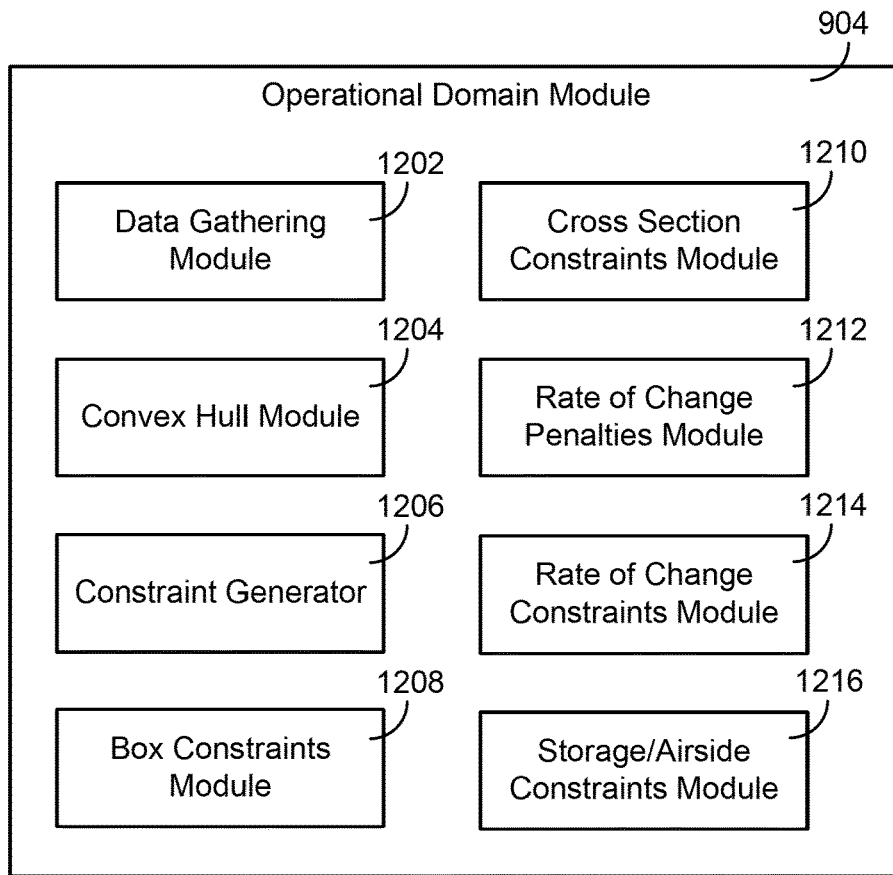 904
Operational Domain Module
1202
Data Gathering
Module
1204
Convex Hull Module
1206
Constraint Generator
1208
Box Constraints
Module
1210
Cross Section
Constraints Module
1212
Rate of Change
Penalties Module
1214
Rate of Change
Constraints Module
1216
Storage/Airside
Constraints Module